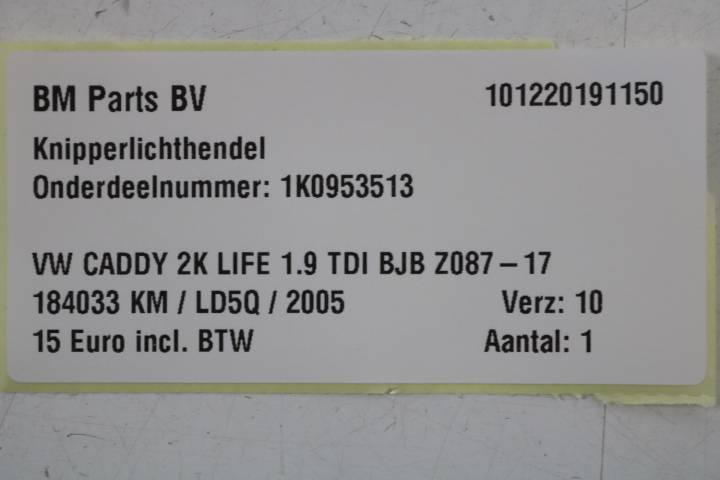 BM Parts BV 101220191150
Knipperlichthendel
Onderdeelnummer: 1K0953513
VW CADDY 2K LIFE 1.9 TDI BJB Z087 – 17
184033 KM / LD5Q / 2005 Verz: 10
15 Euro incl. BTW Aantal: 1